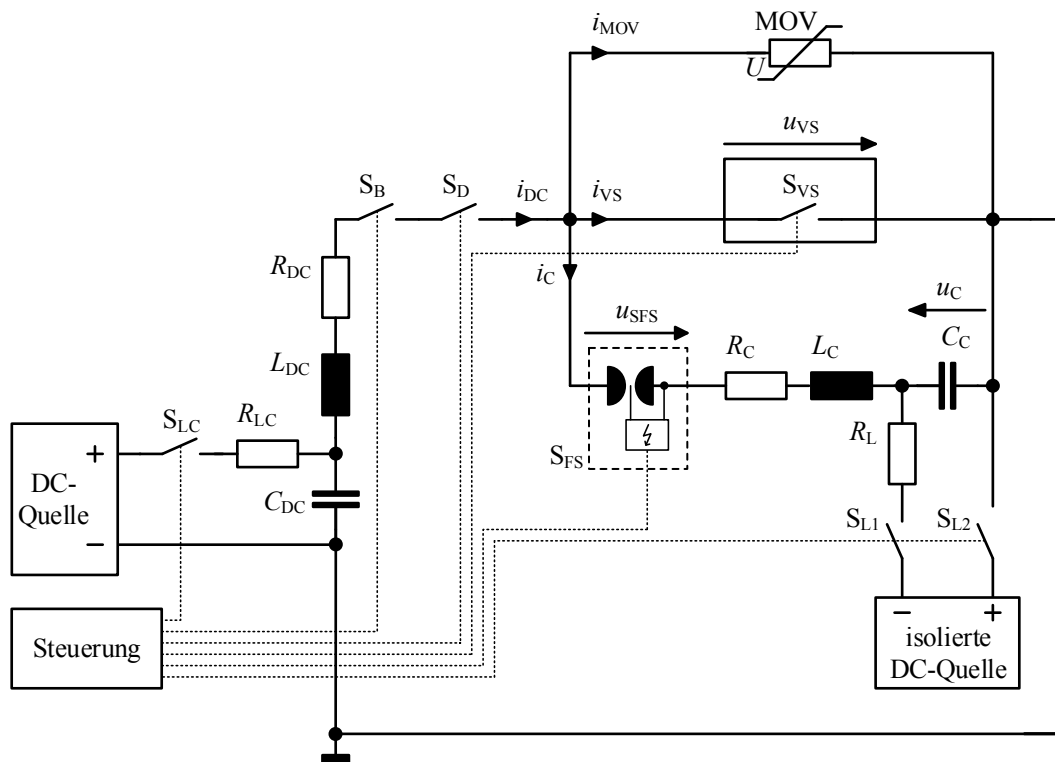 i_MOV
MOV
U
u_VS
S_B
S_D
i_DC
i_VS
S_VS
R_DC
i_C
u_SFS
u_C
R_C
L_C
C_C
L_DC
S_LC
R_LC
R_L
S_FS
+
DC-
Quelle
C_DC
S_L1
S_L2
−
− +
Steuerung
isolierte
DC-Quelle